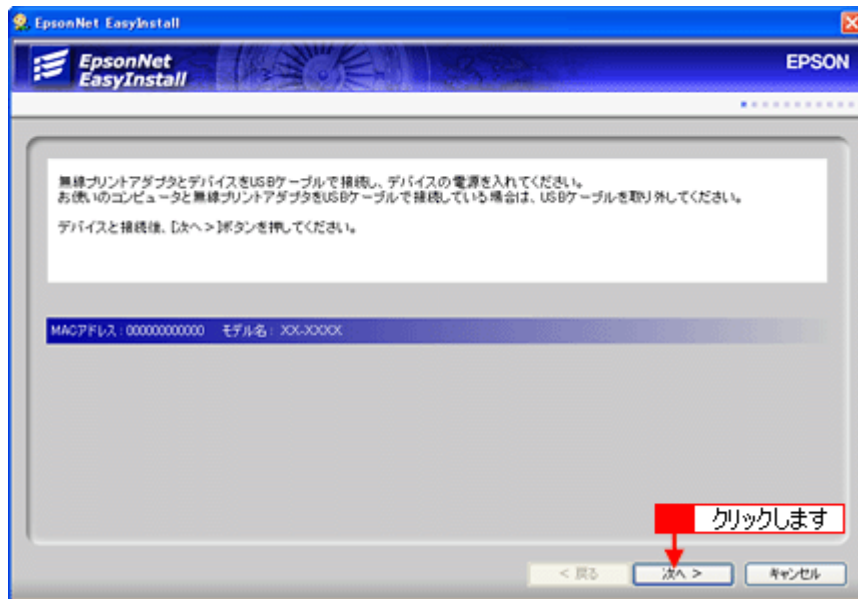 EpsonNet EasyInstall
EpsonNet
EasyInstall
EPSON
無線プリントアダプタとデバイスをUSBケーブルで接続し、デバイスの電源を入れてください。
お使いのコンピュータと無線プリントアダプタをUSBケーブルで接続している場合は、USBケーブルを取り外してください。
デバイスと接続後、[次へ >]ボタンを押してください。
MACアドレス : 000000000000 モデル名 : XX-XXXX
クリックします
< 戻る 次へ > キャンセル